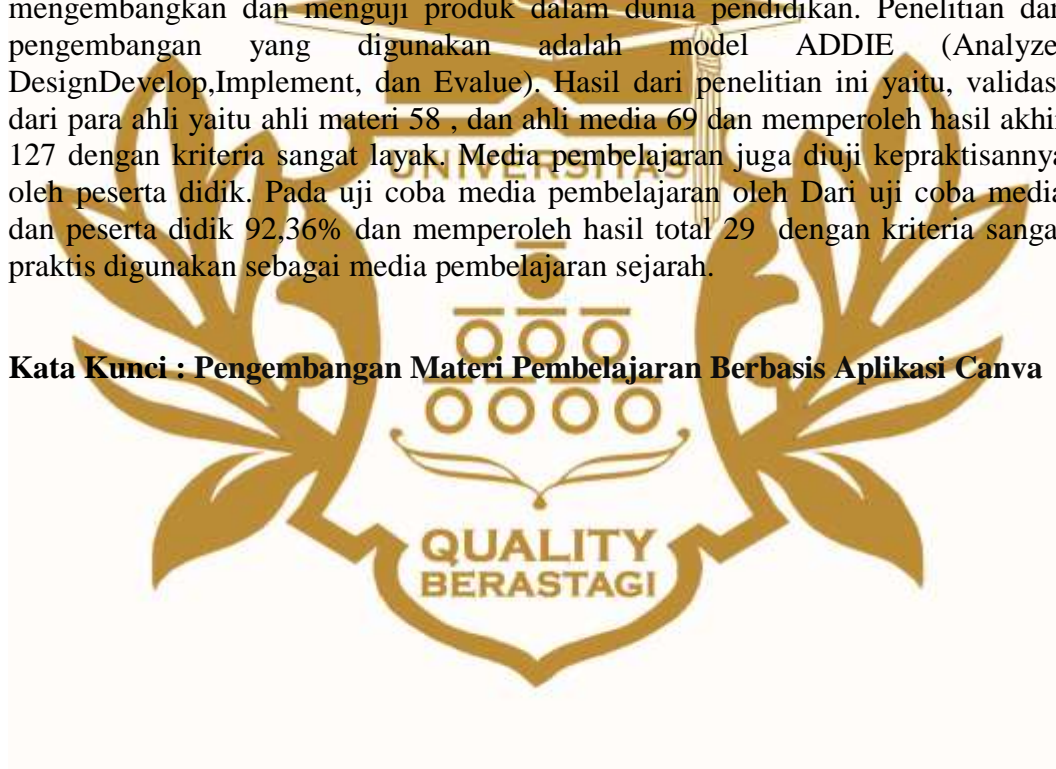 mengembangkan dan menguji produk dalam dunia pendidikan. Penelitian dan
pengembangan yang digunakan adalah model ADDIE (Analyze
DesignDevelop,Implement, dan Evalue). Hasil dari penelitian ini yaitu, validas
dari para ahli yaitu ahli materi 58 , dan ahli media 69 dan memperoleh hasil akhi
127 dengan kriteria sangat layak. Media pembelajaran juga diuji kepraktisannya
UNIVERSITAS
oleh peserta didik. Pada uji coba media pembelajaran oleh Dari uji coba media
dan peserta didik 92,36% dan memperoleh hasil total 29 dengan kriteria sanga
praktis digunakan sebagai media pembelajaran sejarah.
Kata Kunci : Pengembangan Materi Pembelajaran Berbasis Aplikasi Canva
QUALITY
BERASTAGI